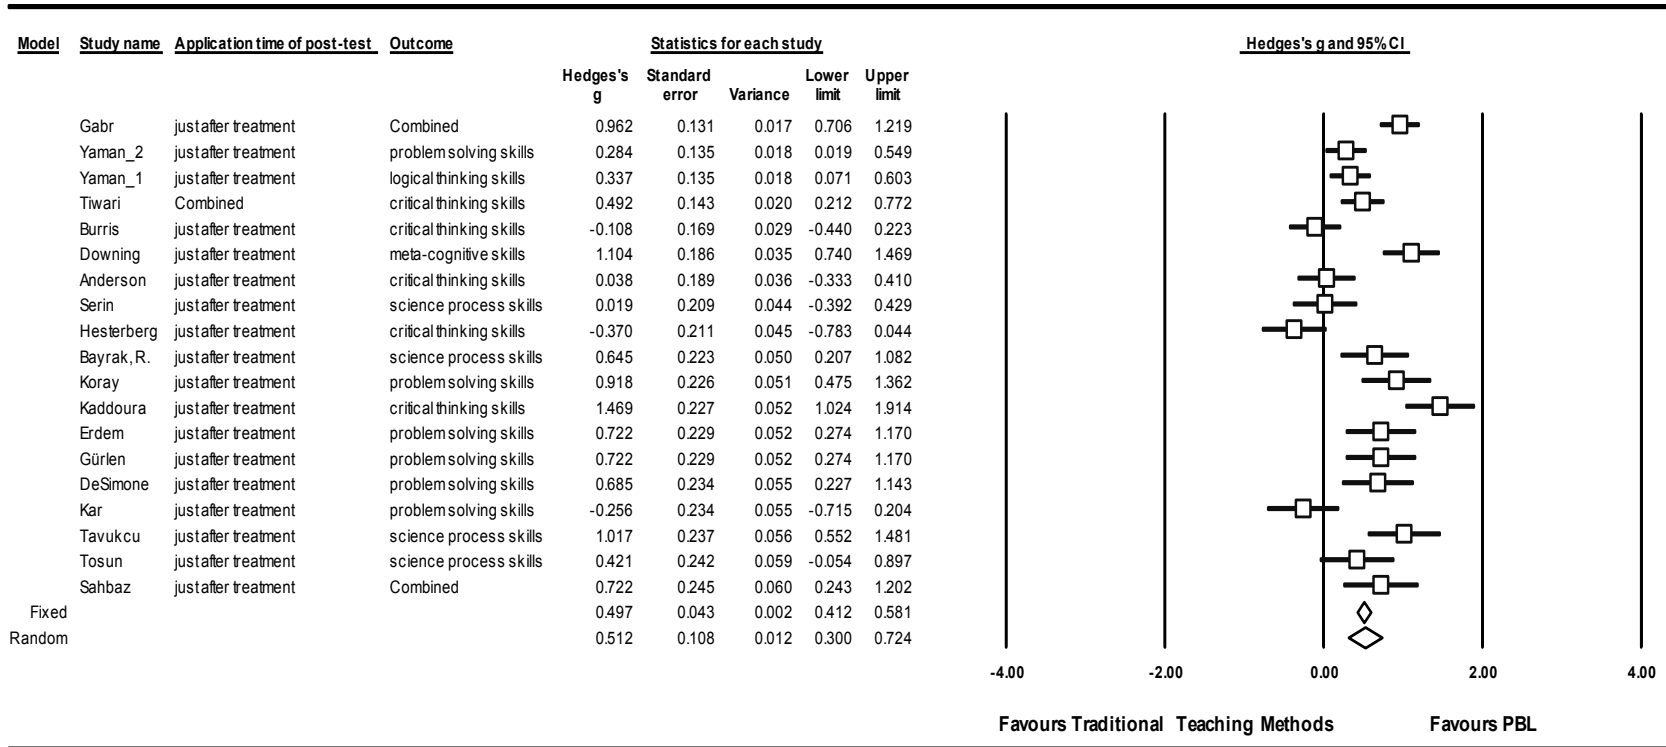 Model Study name Application time of post-test Outcome Statistics for each study Hedges's g and 95% CI
Hedges's g Standard error Variance Lower limit Upper limit
Gabr just after treatment Combined 0.962 0.131 0.017 0.706 1.219
Yaman_2 just after treatment problem solving skills 0.284 0.135 0.018 0.019 0.549
Yaman_1 just after treatment logical thinking skills 0.337 0.135 0.018 0.071 0.603
Tiwari Combined critical thinking skills 0.492 0.143 0.020 0.212 0.772
Burris just after treatment critical thinking skills -0.108 0.169 0.029 -0.440 0.223
Downing just after treatment meta-cognitive skills 1.104 0.186 0.035 0.740 1.469
Anderson just after treatment critical thinking skills 0.038 0.189 0.036 -0.333 0.410
Serin just after treatment science process skills 0.019 0.209 0.044 -0.392 0.429
Hesterberg just after treatment critical thinking skills -0.370 0.211 0.045 -0.783 0.044
Bayrak, R. just after treatment science process skills 0.645 0.223 0.050 0.207 1.082
Koray just after treatment problem solving skills 0.918 0.226 0.051 0.475 1.362
Kaddoura just after treatment critical thinking skills 1.469 0.227 0.052 1.024 1.914
Erdem just after treatment problem solving skills 0.722 0.229 0.052 0.274 1.170
Gürlen just after treatment problem solving skills 0.722 0.229 0.052 0.274 1.170
DeSimone just after treatment problem solving skills 0.685 0.234 0.055 0.227 1.143
Kar just after treatment problem solving skills -0.256 0.234 0.055 -0.715 0.204
Tavukcu just after treatment science process skills 1.017 0.237 0.056 0.552 1.481
Tosun just after treatment science process skills 0.421 0.242 0.059 -0.054 0.897
Sahbaz just after treatment Combined 0.722 0.245 0.060 0.243 1.202
Fixed 0.497 0.043 0.002 0.412 0.581
Random 0.512 0.108 0.012 0.300 0.724
-4.00 -2.00 0.00 2.00 4.00
Favours Traditional Teaching Methods Favours PBL